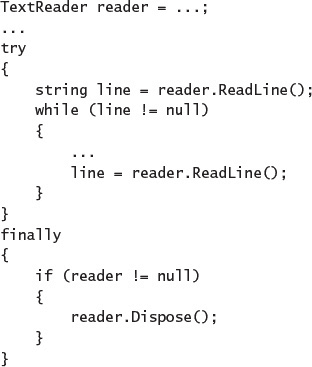 TextReader reader = ...;
...
try
{
    string line = reader.ReadLine();
    while (line != null)
    {
        ...
        line = reader.ReadLine();
    }
}
finally
{
    if (reader != null)
    {
        reader.Dispose();
    }
}